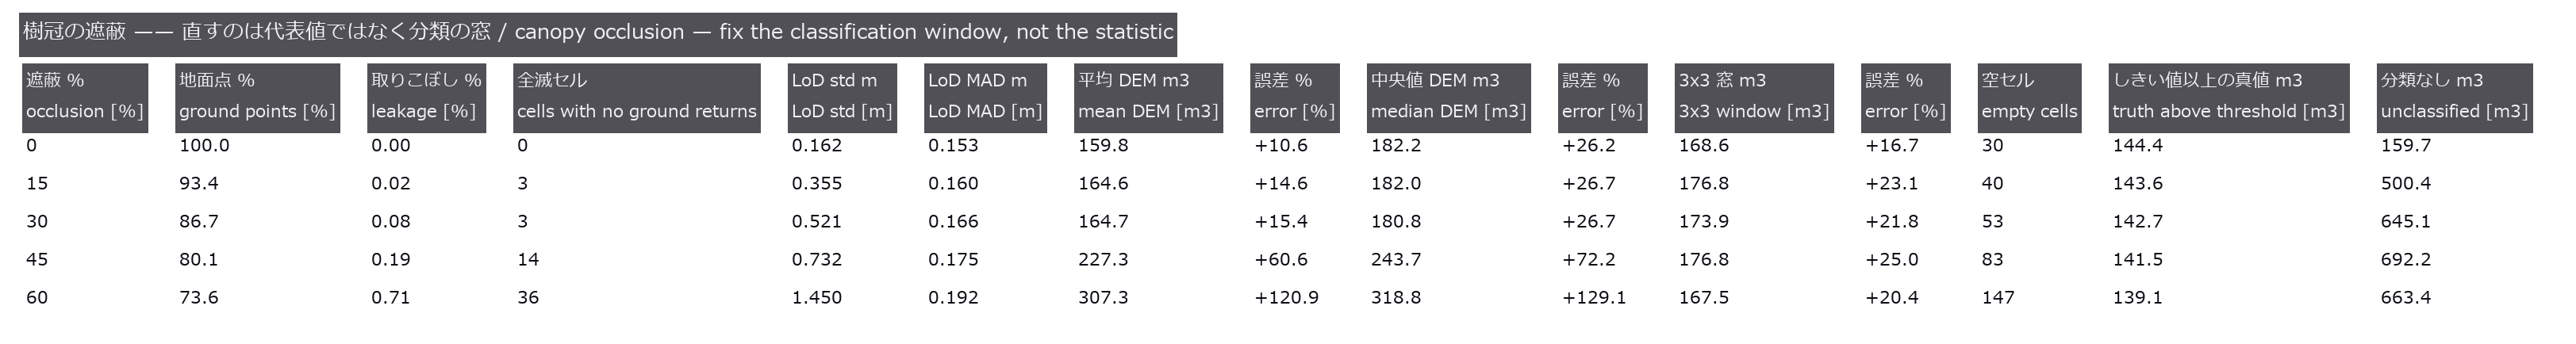 樹冠の遮蔽 —— 直すのは代表値ではなく分類の窓 / canopy occlusion — fix the classification window, not the statistic
遮蔽 % 地面点 % 取りこぼし % 全滅セル LoD std m LoD MAD m 平均 DEM m3 誤差 % 中央値 DEM m3 誤差 % 3x3 窓 m3 誤差 % 空セル しきい値以上の真値 m3 分類なし m3
occlusion [%] ground points [%] leakage [%] cells with no ground returns LoD std [m] LoD MAD [m] mean DEM [m3] error [%] median DEM [m3] error [%] 3x3 window [m3] error [%] empty cells truth above threshold [m3] unclassified [m3]
0 100.0 0.00 0 0.162 0.153 159.8 +10.6 182.2 +26.2 168.6 +16.7 30 144.4 159.7
15 93.4 0.02 3 0.355 0.160 164.6 +14.6 182.0 +26.7 176.8 +23.1 40 143.6 500.4
30 86.7 0.08 3 0.521 0.166 164.7 +15.4 180.8 +26.7 173.9 +21.8 53 142.7 645.1
45 80.1 0.19 14 0.732 0.175 227.3 +60.6 243.7 +72.2 176.8 +25.0 83 141.5 692.2
60 73.6 0.71 36 1.450 0.192 307.3 +120.9 318.8 +129.1 167.5 +20.4 147 139.1 663.4